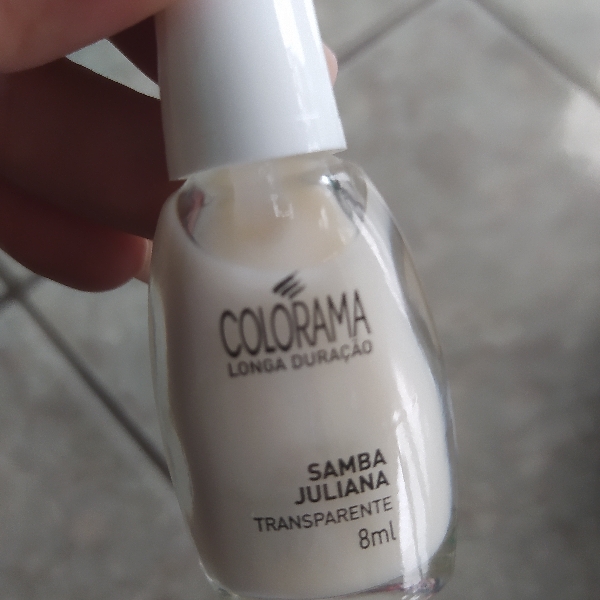 COLORAMA
LONGA DURAÇÃO
SAMBA
JULIANA
TRANSPARENTE
8ml